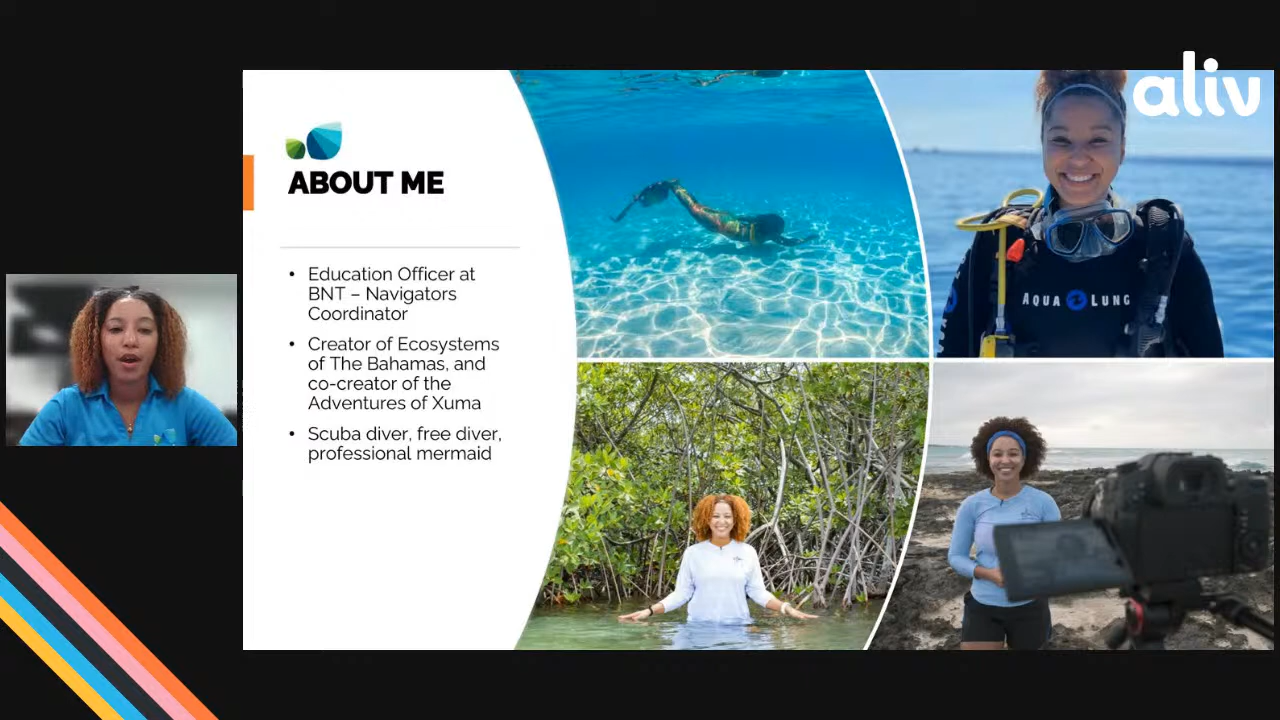 aliv
ABOUT ME
• Education Officer at
BNT – Navigators
Coordinator
• Creator of Ecosystems
of The Bahamas, and
co-creator of the
Adventures of Xuma
• Scuba diver, free diver,
professional mermaid
AQUA LUNG